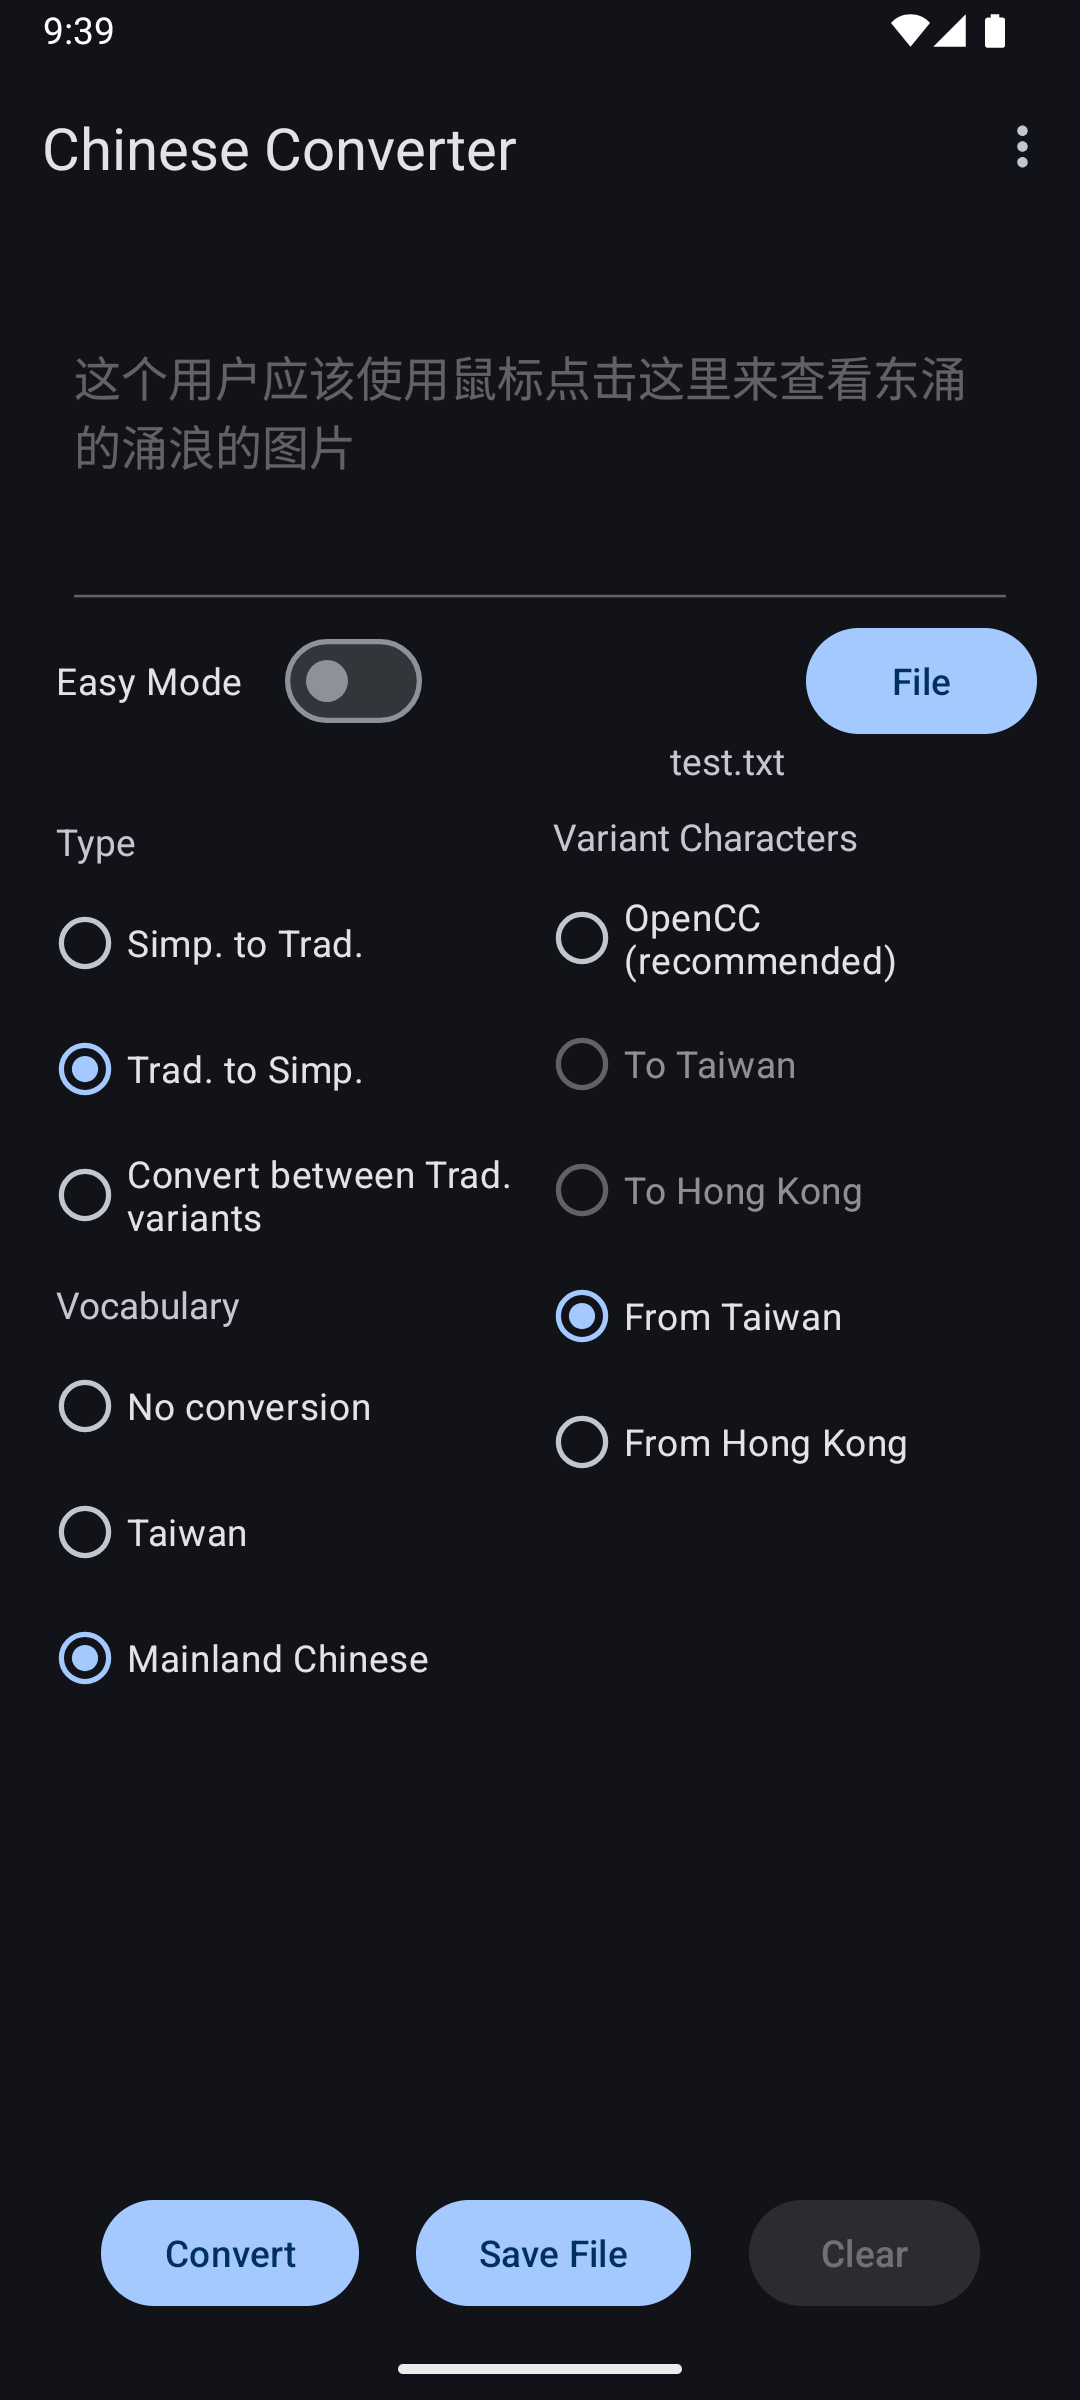 9:39
Chinese Converter
这个用户应该使用鼠标点击这里来查看东涌
的涌浪的图片
Easy Mode
File
test.txt
Type
Simp. to Trad.
Trad. to Simp.
Convert between Trad.
variants
Vocabulary
No conversion
Taiwan
Mainland Chinese
Variant Characters
OpenCC
(recommended)
To Taiwan
To Hong Kong
From Taiwan
From Hong Kong
Convert
Save File
Clear